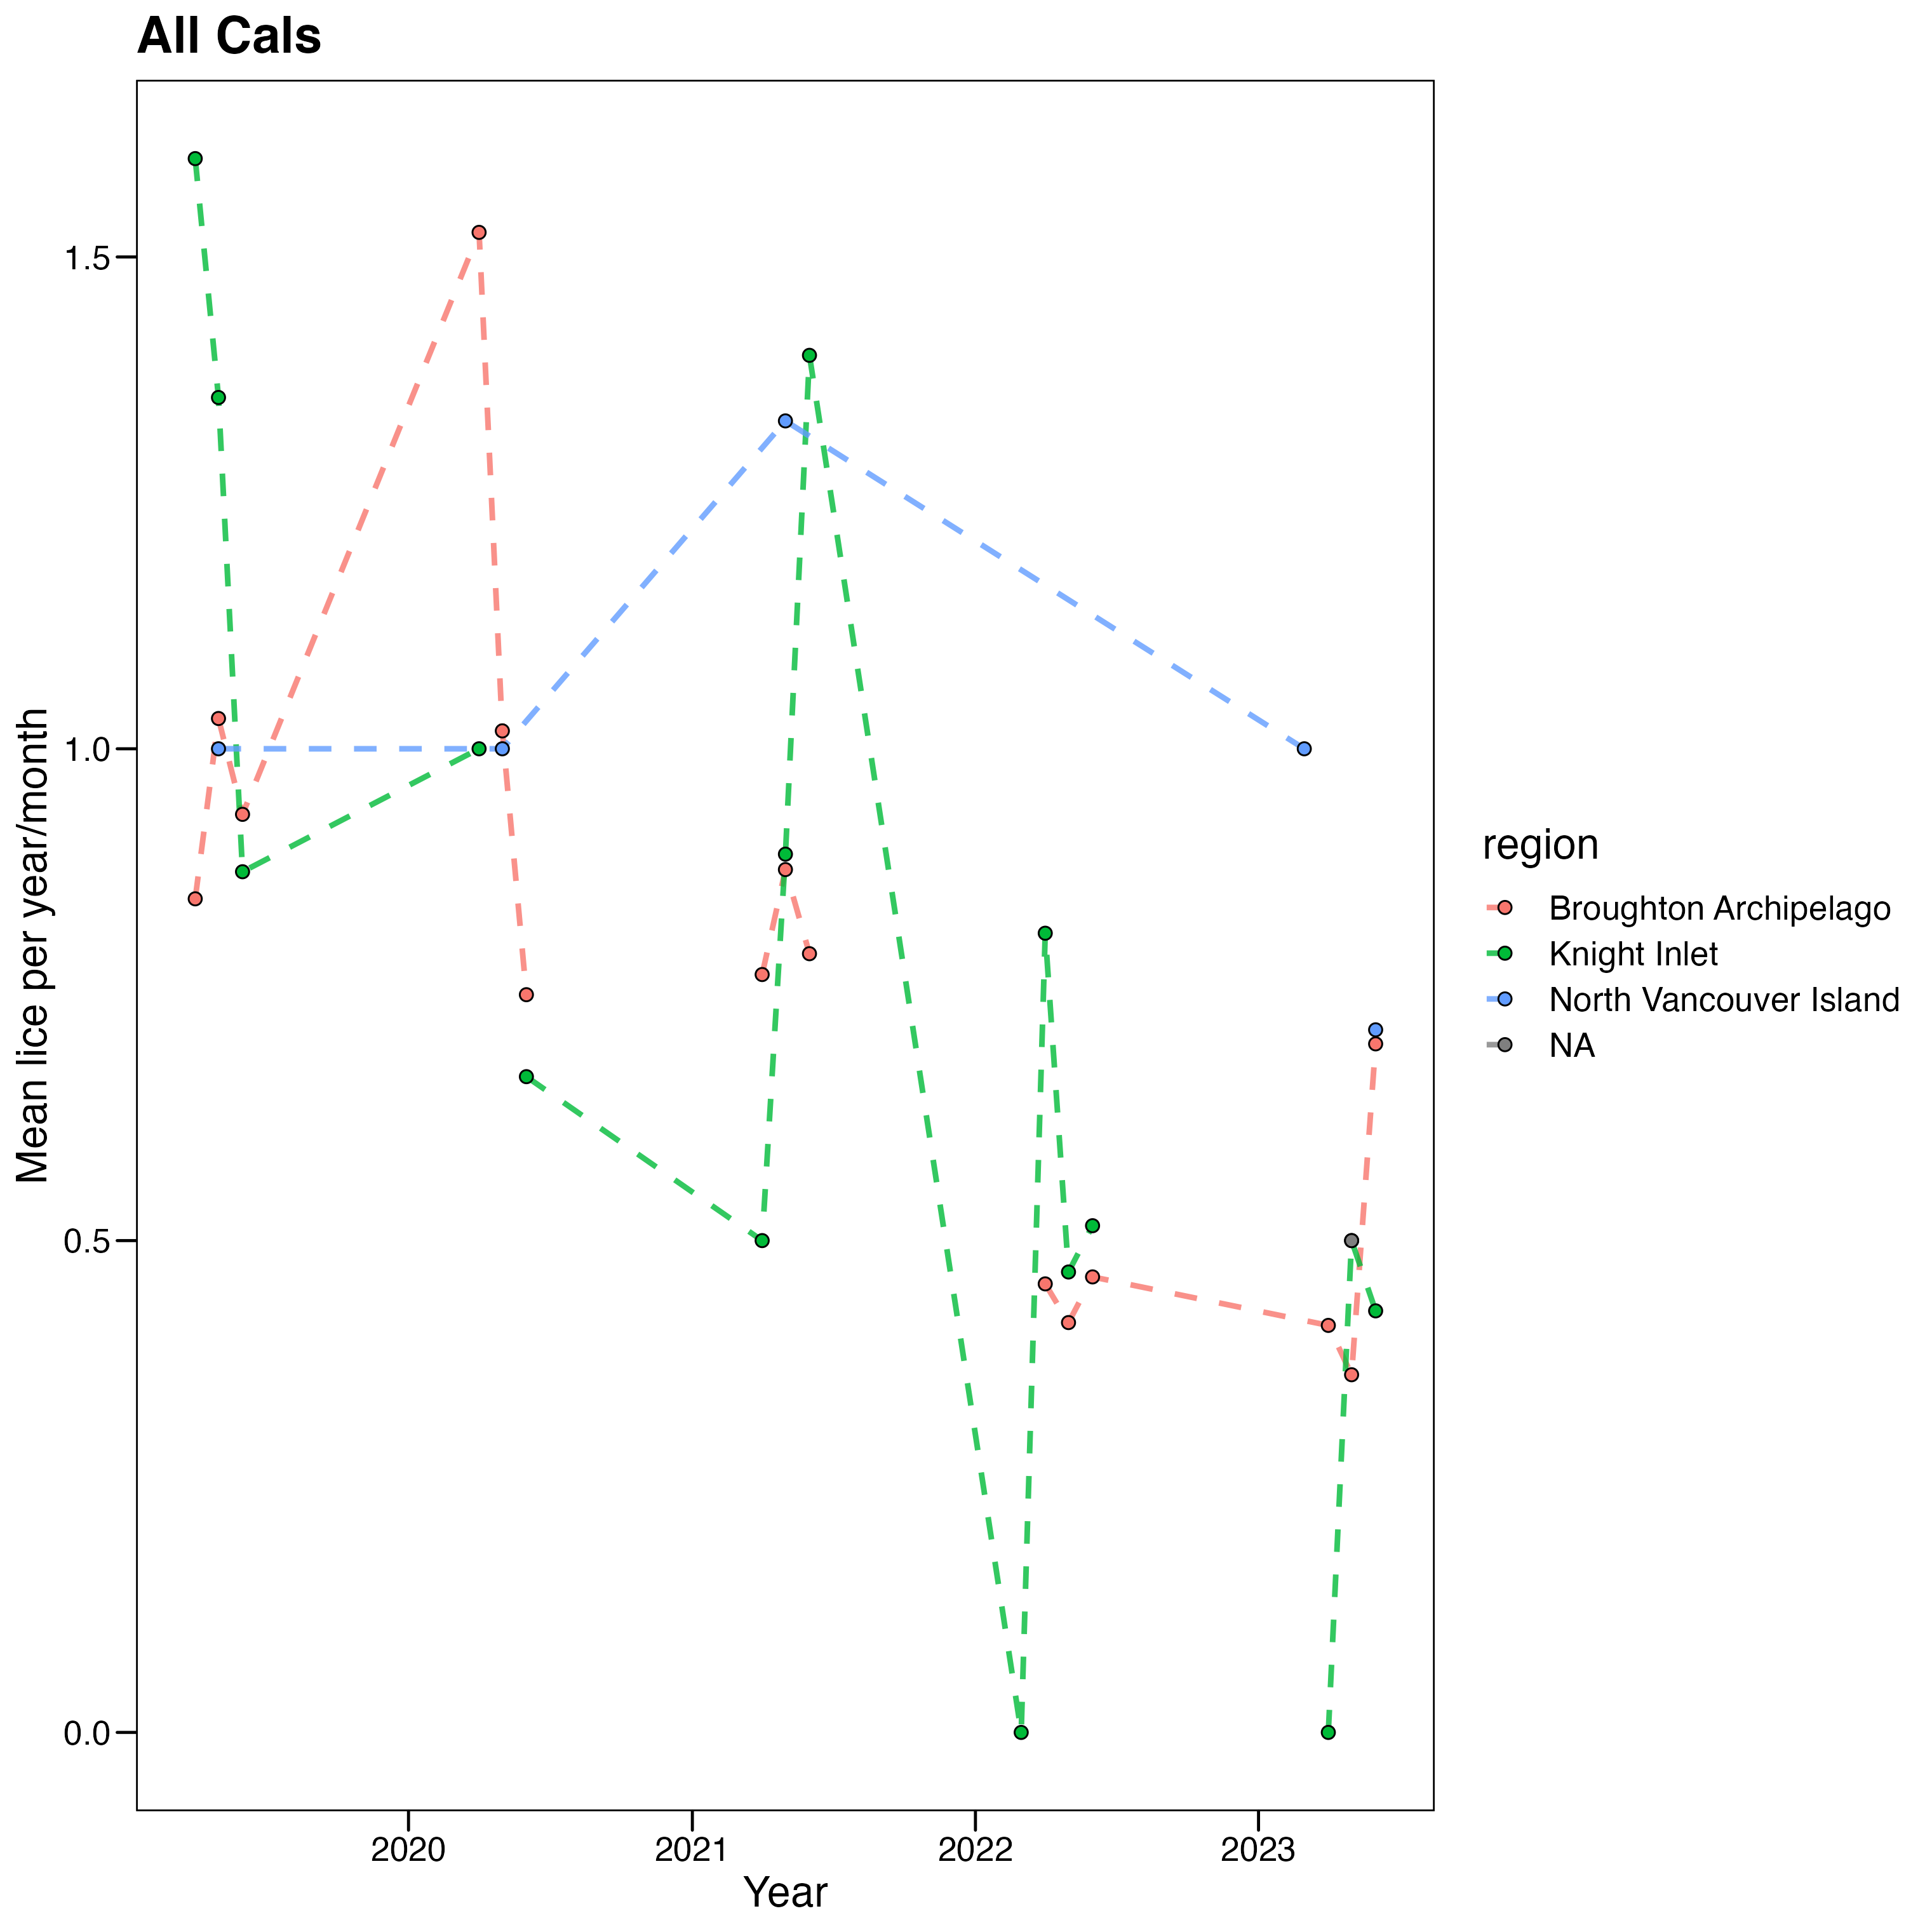 All Cals
1.5
1.0
0.5
0.0
Mean lice per year/month
2020
2021
2022
2023
Year
region
Broughton Archipelago
Knight Inlet
North Vancouver Island
NA